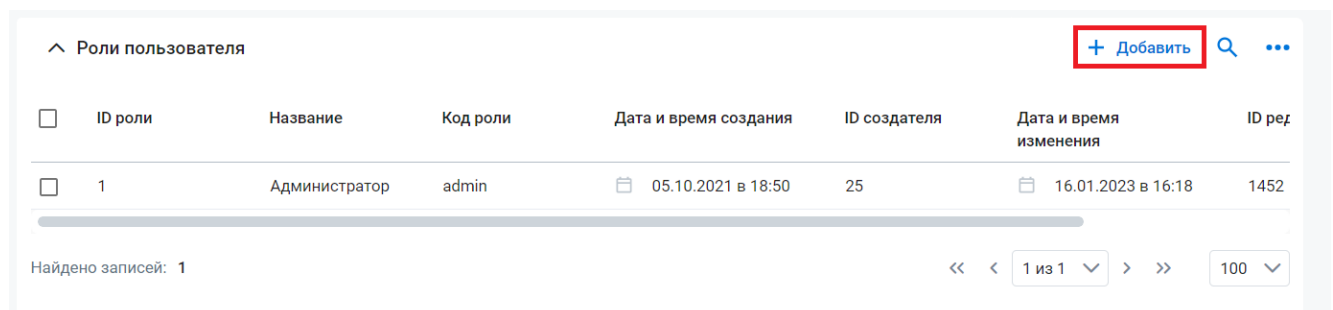 Роли пользователя + Добавить
ID роли Название Код роли Дата и время создания ID создателя Дата и время изменения ID ред
1 Администратор admin 05.10.2021 в 18:50 25 16.01.2023 в 16:18 1452
Найдено записей: 1 1 из 1 100